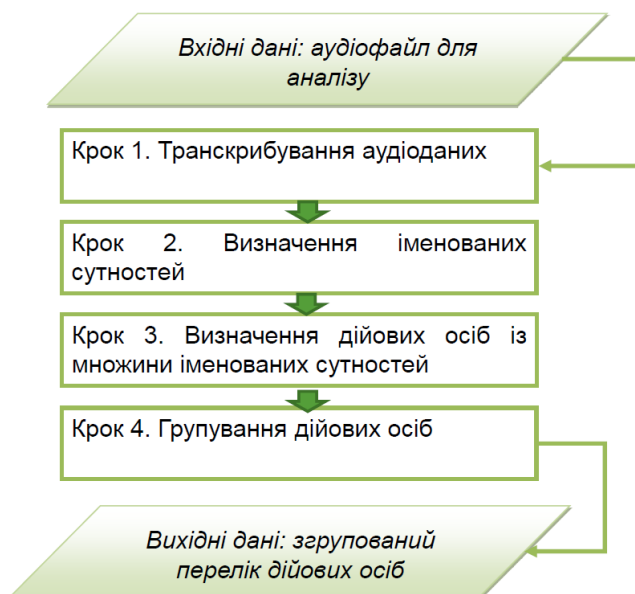 Вхідні дані: аудіофайл для
аналізу
Крок 1. Транскрибування аудіоданих
Крок 2. Визначення іменованих
сутностей
Крок 3. Визначення дійових осіб із
множини іменованих сутностей
Крок 4. Групування дійових осіб
Вихідні дані: згрупований
перелік дійових осіб